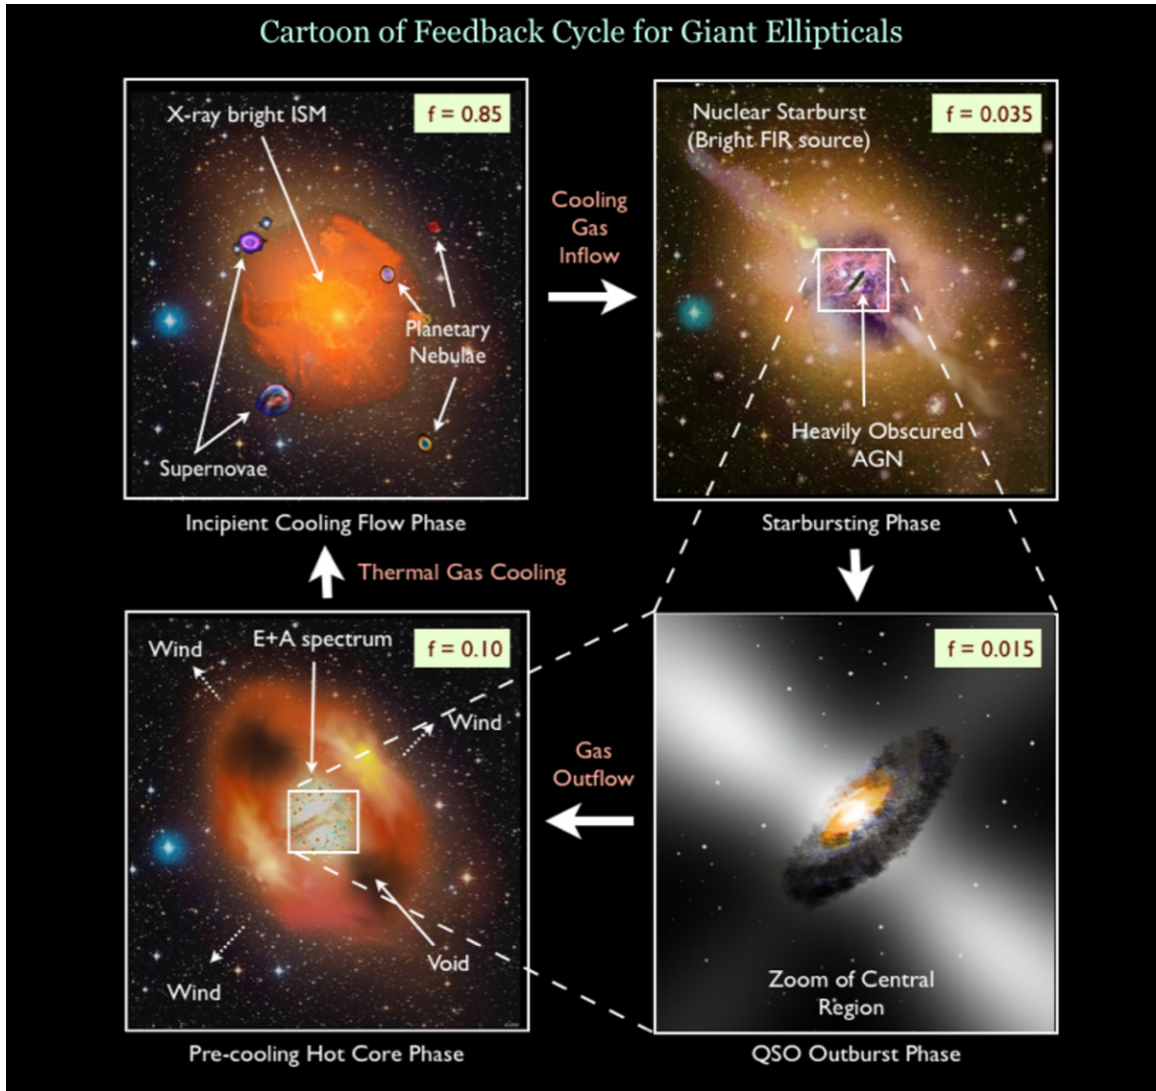 Cartoon of Feedback Cycle for Giant Ellipticals
X-ray bright ISM
f = 0.85
Planetary
Nebulae
Supernovae
Incipient Cooling Flow Phase
Cooling
Gas
Inflow
Nuclear Starburst
(Bright FIR source)
f = 0.035
Heavily Obscured
AGN
Starbursting Phase
Thermal Gas Cooling
E+A spectrum
f = 0.10
Wind
Wind
Void
Wind
Pre-cooling Hot Core Phase
Gas
Outflow
f = 0.015
Zoom of Central
Region
QSO Outburst Phase